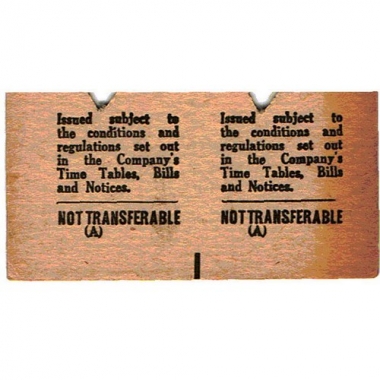 Issued subject to
the conditions and
regulations set out
in the Company's
Time Tables, Bills
and Notices.
NOT TRANSFERABLE
(A)
Issued subject to
the conditions and
regulations set out
in the Company's
Time Tables, Bills
and Notices.
NOT TRANSFERABLE
(A)